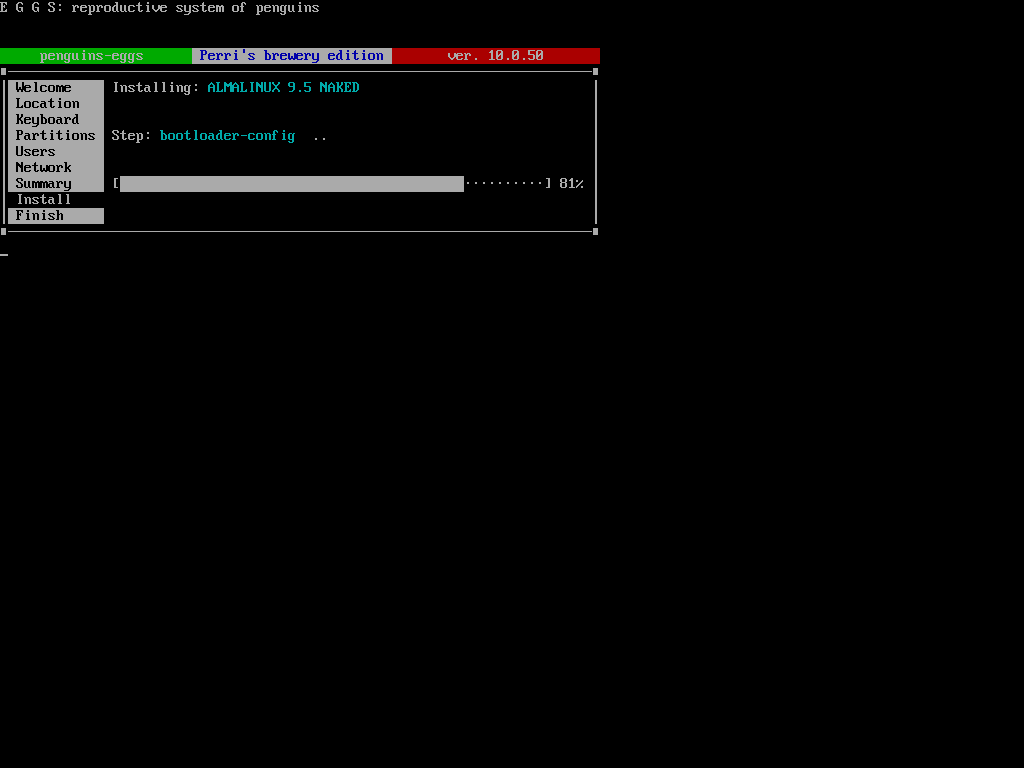 E G G S: reproductive system of penguins
penguins-eggs Perri's brewery edition ver. 10.0.50
Welcome Installing: ALMALINUX 9.5 NAKED
Location
Keyboard
Partitions Step: bootloader-config ..
Users
Network
Summary [··········] 81%
Install
Finish